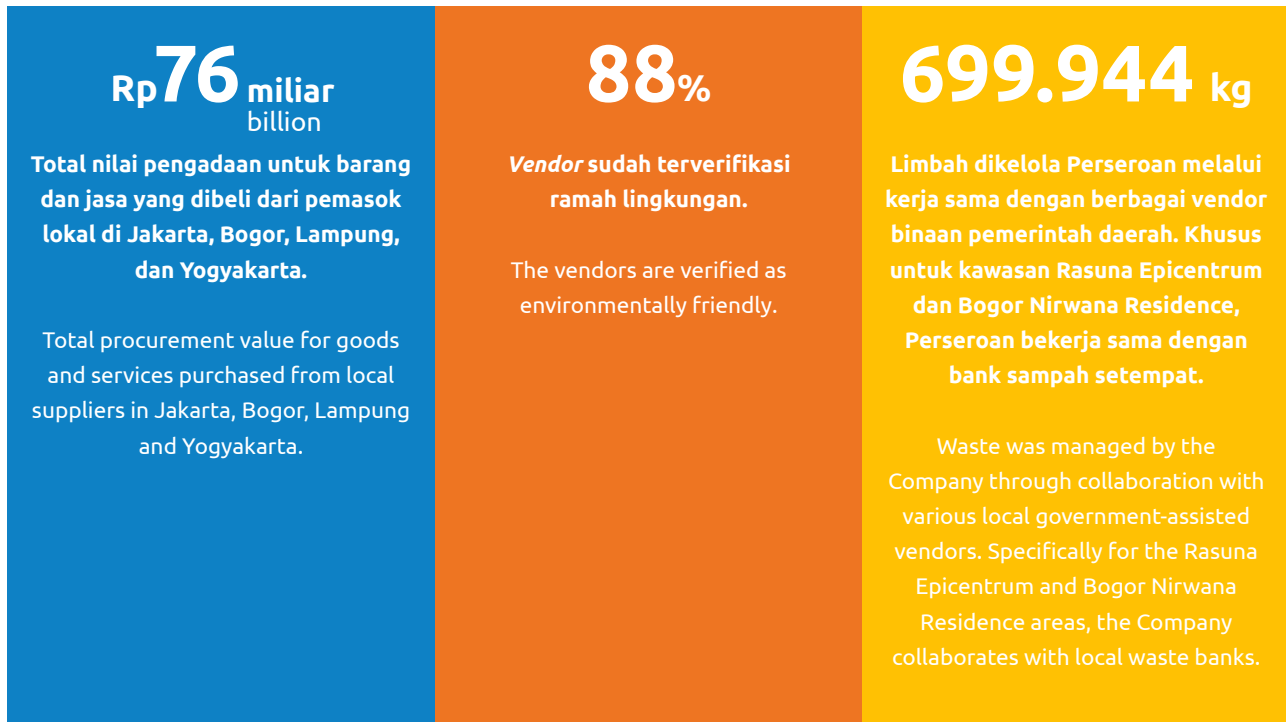 Rp76 miliar
billion
Total nilai pengadaan untuk barang
dan jasa yang dibeli dari pemasok
lokal di Jakarta, Bogor, Lampung,
dan Yogyakarta.
Total procurement value for goods
and services purchased from local
suppliers in Jakarta, Bogor, Lampung
and Yogyakarta.
88%
Vendor sudah terverifikasi
ramah lingkungan.
The vendors are verified as
environmentally friendly.
699.944 kg
Limbah dikelola Perseroan melalui
kerja sama dengan berbagai vendor
binaan pemerintah daerah. Khusus
untuk kawasan Rasuna Epicentrum
dan Bogor Nirwana Residence,
Perseroan bekerja sama dengan
bank sampah setempat.
Waste was managed by the
Company through collaboration with
various local government-assisted
vendors. Specifically for the Rasuna
Epicentrum and Bogor Nirwana
Residence areas, the Company
collaborates with local waste banks.